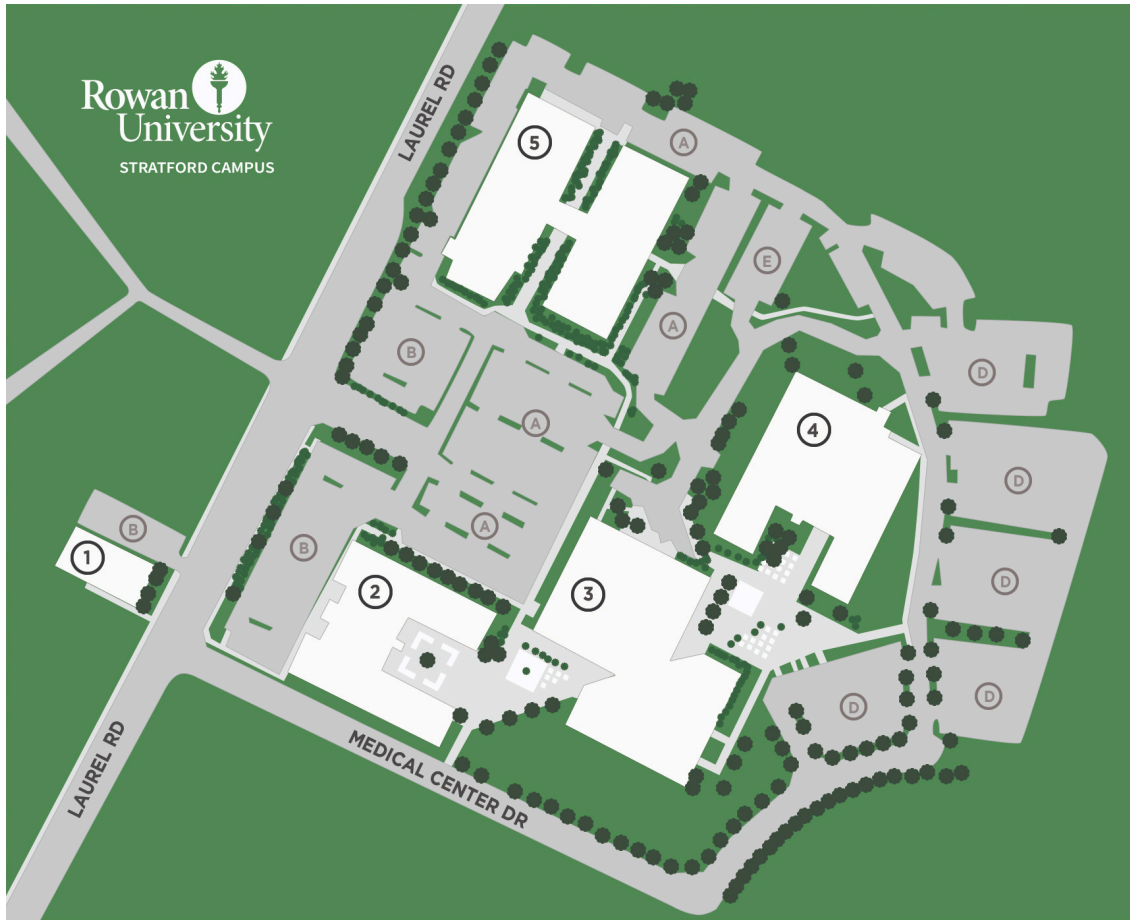 Rowan
University
STRATFORD CAMPUS
LAUREL RD
5
A
E
B
A
D
A
4
D
B
A
1
B
2
3
D
D
D
LAUREL RD
MEDICAL CENTER DR